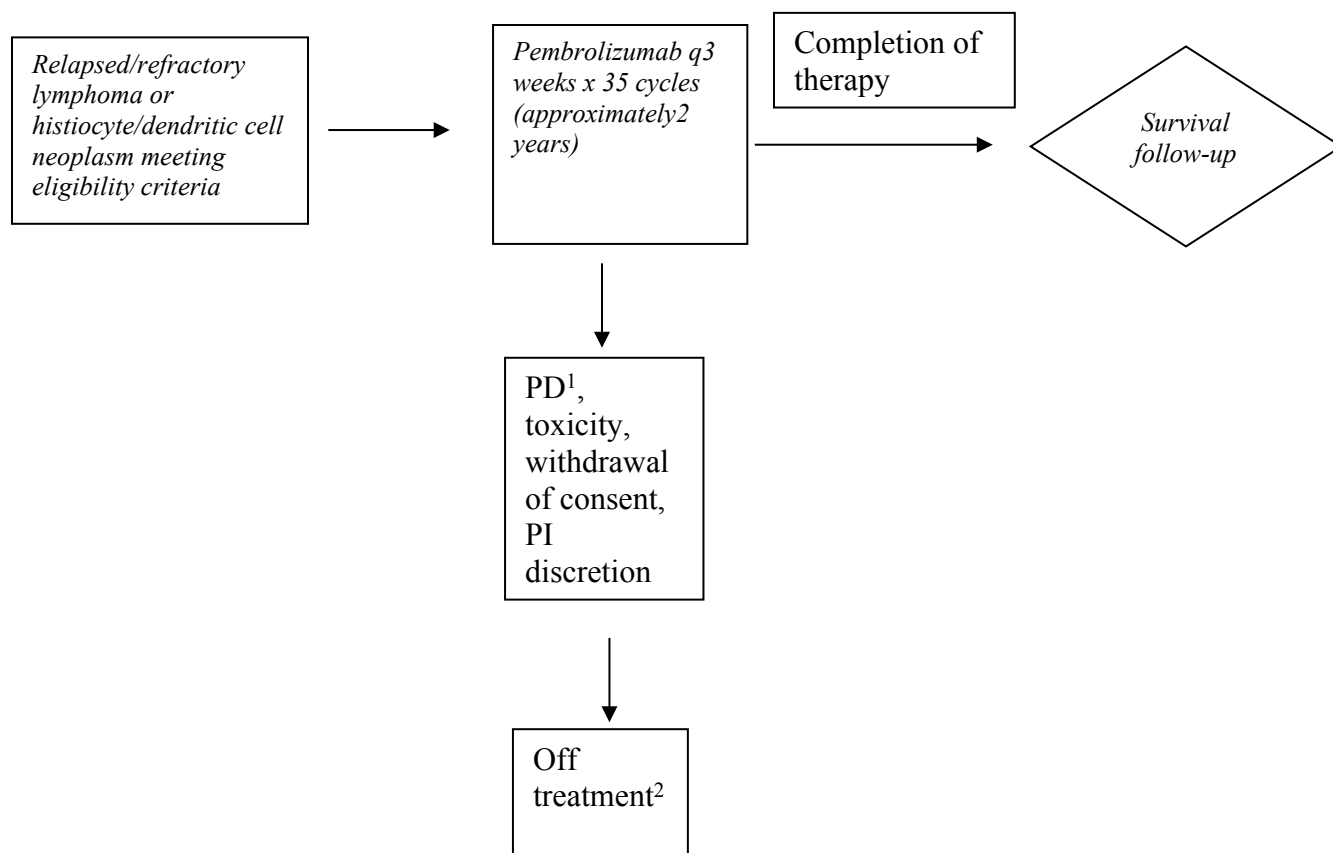 Relapsed/refractory
lymphoma or
histiocyte/dendritic cell
neoplasm meeting
eligibility criteria
Pembrolizumab q3
weeks x 35 cycles
(approximately2
years)
Completion of
therapy
Survival
follow-up
PD¹,
toxicity,
withdrawal
of consent,
PI
discretion
Off
treatment²